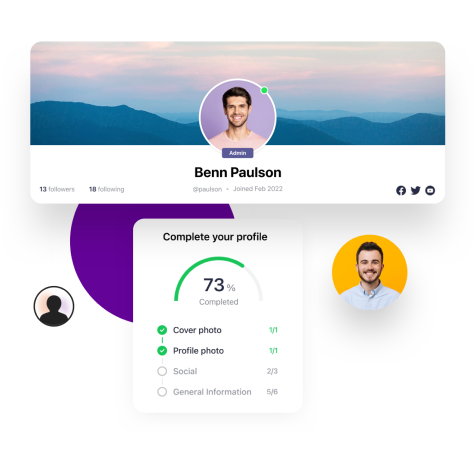 Admin
Benn Paulson
13 followers 18 following @paulson • Joined Feb 2022
Complete your profile
73 %
Completed
Cover photo 1/1
Profile photo 1/1
Social 2/3
General Information 5/6